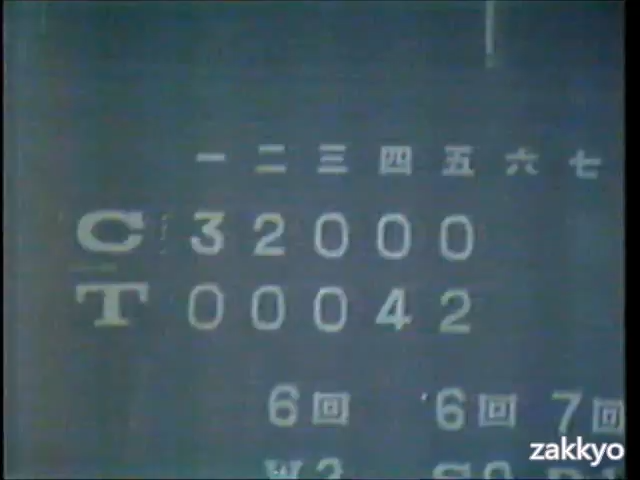 一 二 三 四 五 六 七
C 3 2 0 0 0
T 0 0 0 4 2
6回 6回 7回
zakkyo